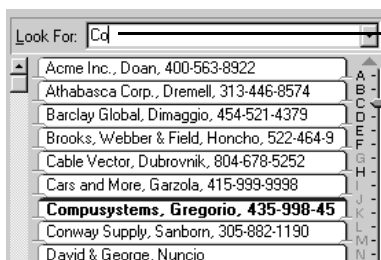 Look For: Co
Acme Inc., Doan, 400-563-8922
Athabasca Corp., Dremell, 313-446-8574
Barclay Global, Dimaggio, 454-521-4379
Brooks, Webber & Field, Honcho, 522-464-9
Cable Vector, Dubrovnik, 804-678-5252
Cars and More, Garzola, 415-999-9998
Compusystems, Gregorio, 435-998-45
Conway Supply, Sanborn, 305-882-1190
David & George, Nuncio
A
B
C
D
E
F
G
H
I
J
K
L
M
N